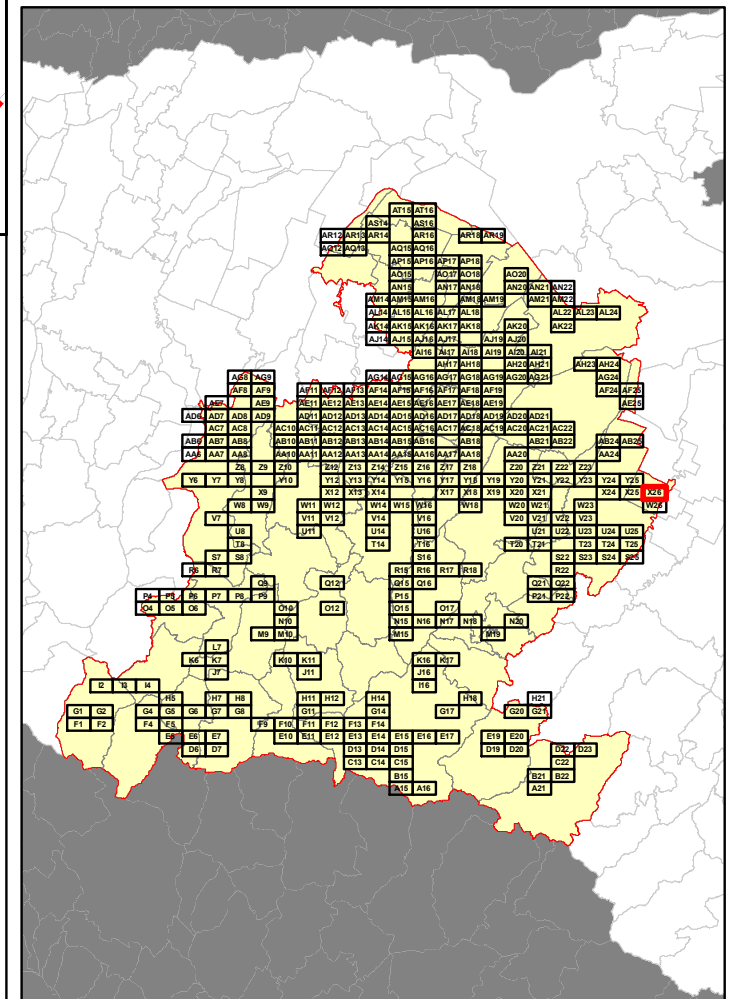 AT15 AT16
AS14 AS16
AR12 AR13 AR14 AR16 AR18 AR19
AQ12 AQ13 AQ15 AQ16
AP15 AP16 AP17 AP18
AO15 AO17 AO18 AO20
AN15 AN17 AN18 AN20 AN21 AN22
AM14 AM15 AM16 AM18 AM19 AM21 AM22
AL14 AL15 AL16 AL17 AL18 AL22 AL23 AL24
AK14 AK15 AK16 AK17 AK18 AK20 AK22
AJ14 AJ15 AJ16 AJ17 AJ19 AJ20
AI16 AI17 AI18 AI19 AI20 AI21
AH17 AH18 AH20 AH21 AH23 AH24
AG8 AG9 AG14 AG15 AG16 AG17 AG18 AG19 AG20 AG21 AG24
AF8 AF9 AF11 AF12 AF13 AF14 AF15 AF16 AF17 AF18 AF19 AF24 AF25
AE7 AE9 AE11 AE12 AE13 AE14 AE15 AE16 AE17 AE18 AE19 AE25
AD6 AD7 AD8 AD9 AD11 AD12 AD13 AD14 AD15 AD16 AD17 AD18 AD19 AD20 AD21
AC7 AC8 AC10 AC11 AC12 AC13 AC14 AC15 AC16 AC17 AC18 AC19 AC20 AC21 AC22
AB6 AB7 AB8 AB10 AB11 AB12 AB13 AB14 AB15 AB16 AB18 AB21 AB22 AB24 AB25
AA6 AA7 AA8 AA10 AA11 AA12 AA13 AA14 AA15 AA16 AA17 AA18 AA20 AA24
Z8 Z9 Z10 Z12 Z13 Z14 Z15 Z16 Z17 Z18 Z20 Z21 Z22 Z23
Y6 Y7 Y8 Y10 Y12 Y13 Y14 Y15 Y16 Y17 Y18 Y19 Y20 Y21 Y22 Y23 Y24 Y25
X9 X12 X13 X14 X17 X18 X19 X20 X21 X24 X25 X26
W8 W9 W11 W12 W14 W15 W16 W18 W20 W21 W23 W26
V7 V11 V12 V14 V16 V20 V21 V22 V23
U8 U11 U14 U16 U21 U22 U23 U24 U25
T8 T14 T16 T20 T21 T23 T24 T25
S7 S8 S16 S22 S23 S24 S25
R6 R7 R15 R16 R17 R18 R22
Q9 Q12 Q15 Q16 Q21 Q22
P4 P5 P6 P7 P8 P9 P15 P21 P22
O4 O5 O6 O10 O12 O15 O17
N10 N15 N16 N17 N18 N20
M9 M10 M15 M19
L7
K6 K7 K10 K11 K16 K17
J7 J11 J16
I2 I3 I4 I16
H5 H7 H8 H11 H12 H14 H18 H21
G1 G2 G4 G5 G6 G7 G8 G11 G14 G17 G20 G21
F1 F2 F4 F5 F9 F10 F11 F12 F13 F14
E5 E6 E7 E10 E11 E12 E13 E14 E15 E16 E17 E19 E20
D6 D7 D13 D14 D15 D19 D20 D22 D23
C13 C14 C15 C22
B15 B21 B22
A15 A16 A21